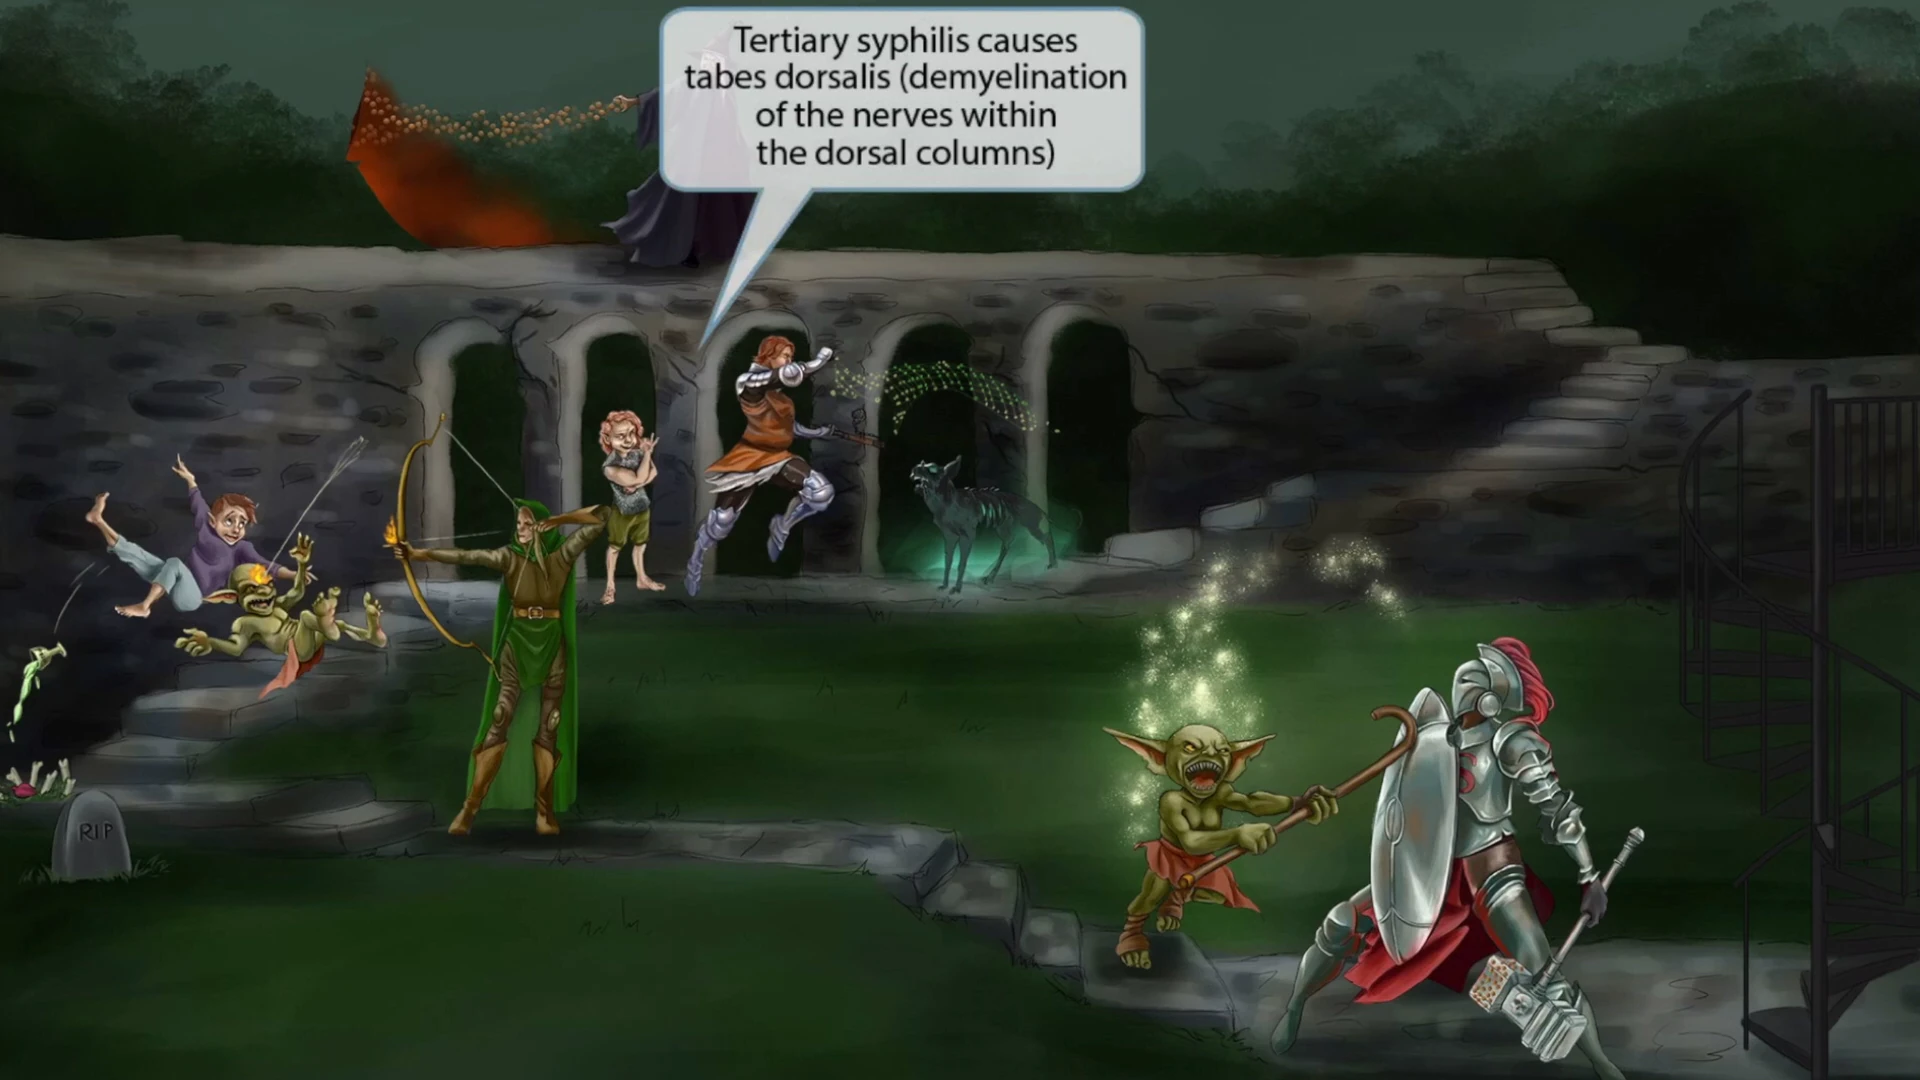 Tertiary syphilis causes
tabes dorsalis (demyelination
of the nerves within
the dorsal columns)
RIP